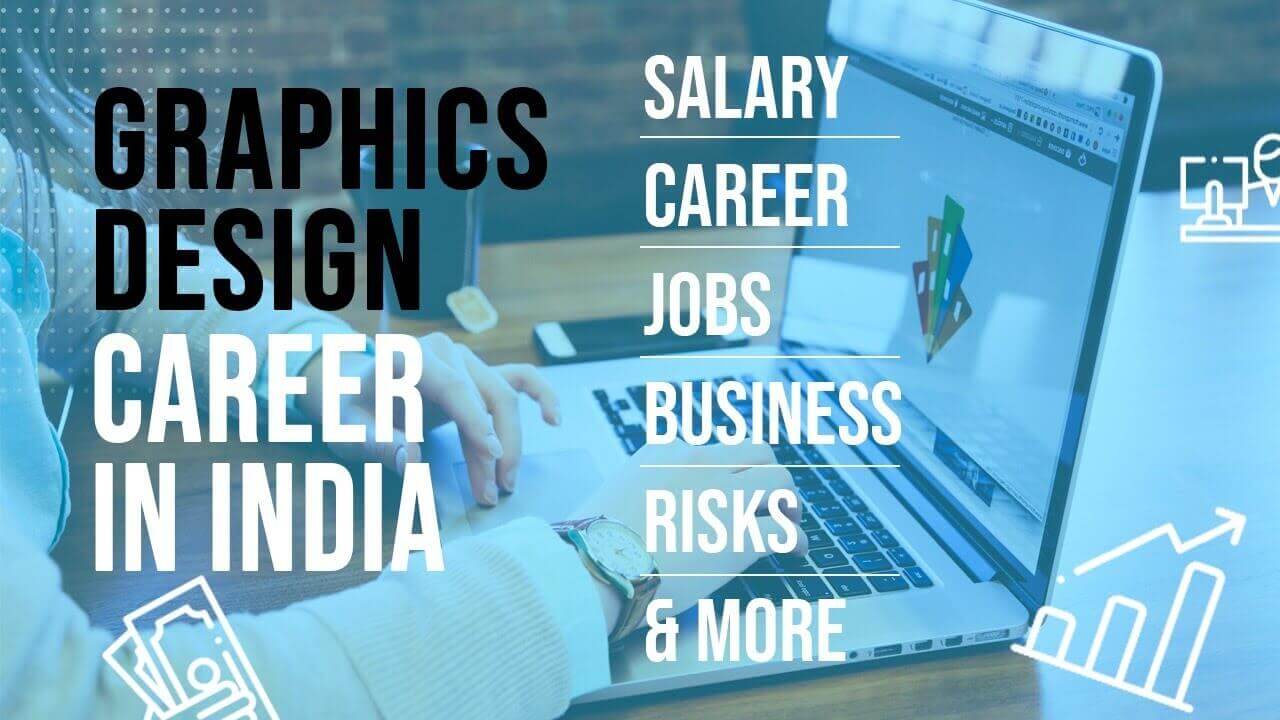 GRAPHICS
DESIGN
CAREER
IN INDIA
SALARY
CAREER
JOBS
BUSINESS
RISKS
& MORE